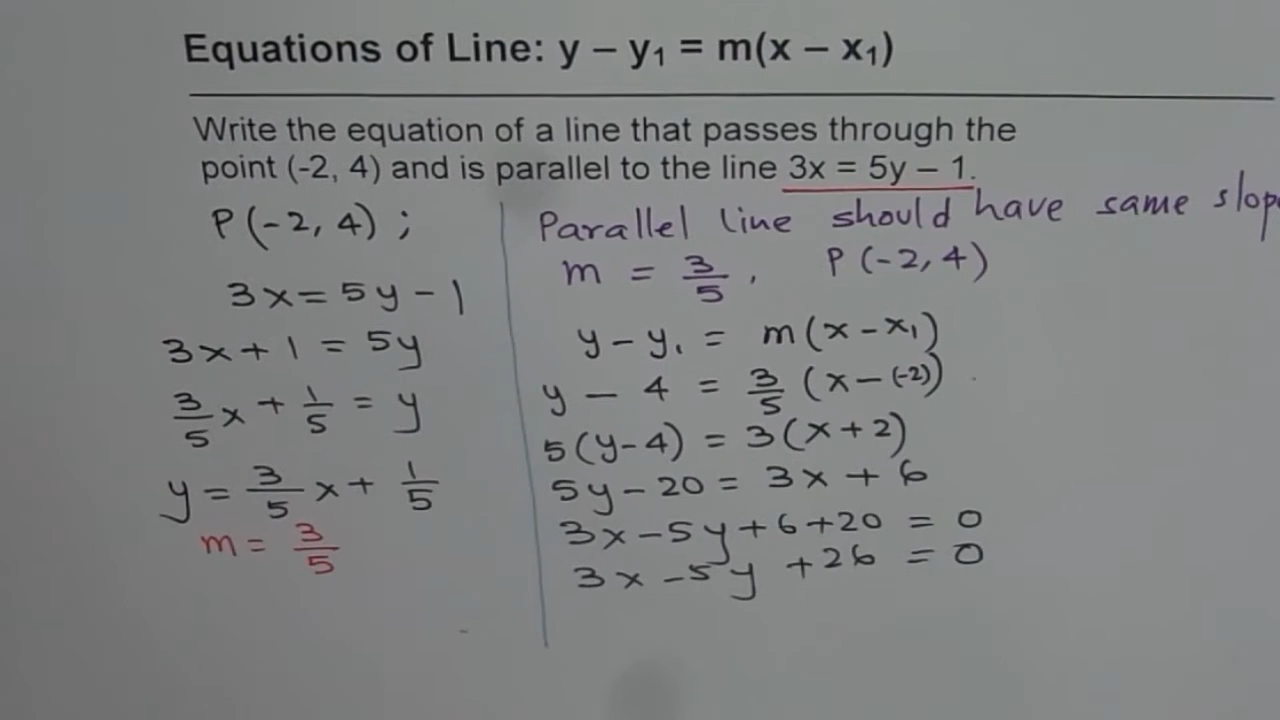 Equations of Line: y – y₁ = m(x – x₁)
Write the equation of a line that passes through the
point (-2, 4) and is parallel to the line 3x = 5y – 1.
P(-2, 4) ;
3x = 5y - 1
3x + 1 = 5y
3/5 x + 1/5 = y
y = 3/5 x + 1/5
m = 3/5
Parallel line should have same slop
m = 3/5 , P(-2, 4)
y - y₁ = m(x - x₁)
y - 4 = 3/5 (x - (-2))
5(y-4) = 3(x+2)
5y - 20 = 3x + 6
3x - 5y + 6 + 20 = 0
3x - 5y + 26 = 0